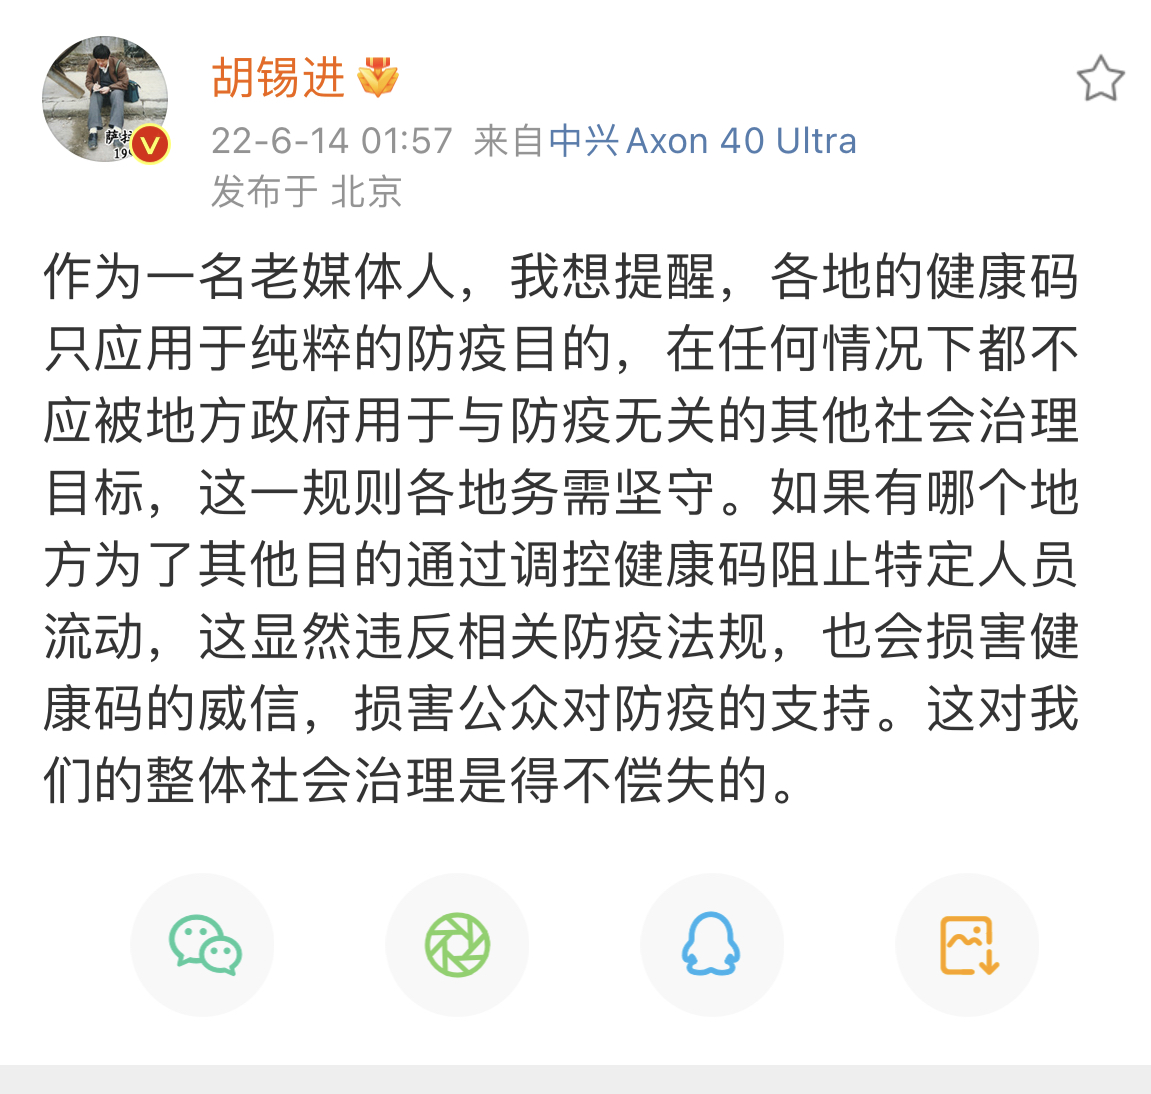 胡锡进
22-6-14 01:57 来自中兴Axon 40 Ultra
发布于 北京
作为一名老媒体人，我想提醒，各地的健康码
只应用于纯粹的防疫目的，在任何情况下都不
应被地方政府用于与防疫无关的其他社会治理
目标，这一规则各地务需坚守。如果有哪个地
方为了其他目的通过调控健康码阻止特定人员
流动，这显然违反相关防疫法规，也会损害健
康码的威信，损害公众对防疫的支持。这对我
们的整体社会治理是得不偿失的。